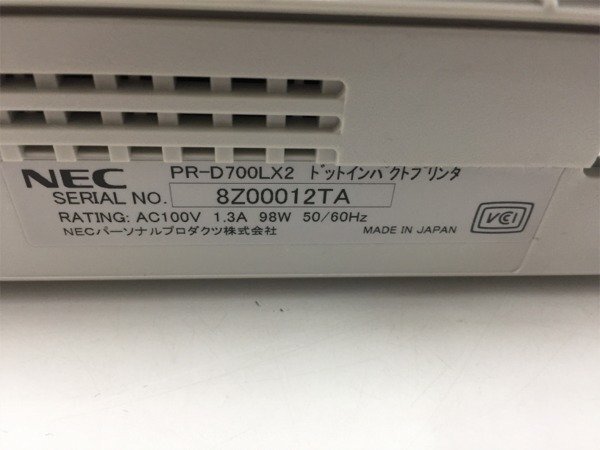 NEC PR-D700LX2 ドットインパクトプリンタ
SERIAL NO. 8Z00012TA
RATING: AC100V 1.3A 98W 50/60Hz
NECパーソナルプロダクツ株式会社 MADE IN JAPAN
VCI